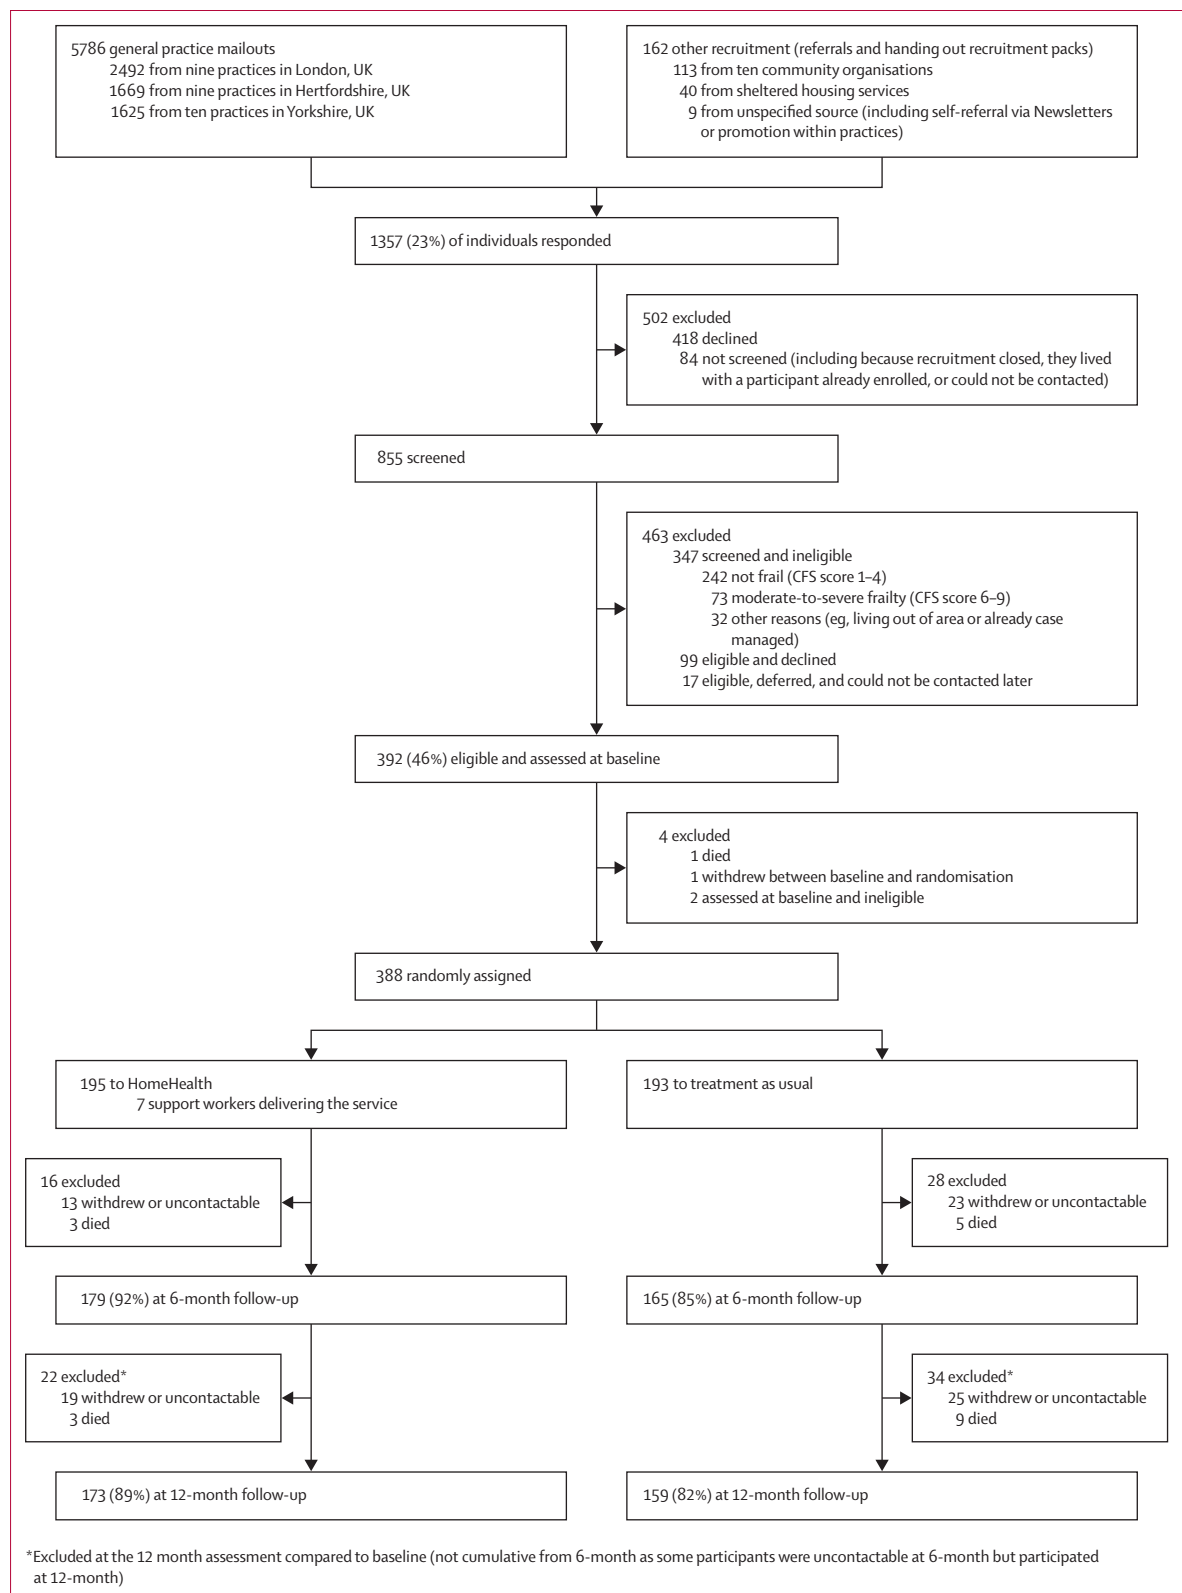 5786 general practice mailouts
2492 from nine practices in London, UK
1669 from nine practices in Hertfordshire, UK
1625 from ten practices in Yorkshire, UK
162 other recruitment (referrals and handing out recruitment packs)
113 from ten community organisations
40 from sheltered housing services
9 from unspecified source (including self-referral via Newsletters
or promotion within practices)
1357 (23%) of individuals responded
502 excluded
418 declined
84 not screened (including because recruitment closed, they lived
with a participant already enrolled, or could not be contacted)
855 screened
463 excluded
347 screened and ineligible
242 not frail (CFS score 1–4)
73 moderate-to-severe frailty (CFS score 6–9)
32 other reasons (eg, living out of area or already case
managed)
99 eligible and declined
17 eligible, deferred, and could not be contacted later
392 (46%) eligible and assessed at baseline
4 excluded
1 died
1 withdrew between baseline and randomisation
2 assessed at baseline and ineligible
388 randomly assigned
195 to HomeHealth
7 support workers delivering the service
193 to treatment as usual
16 excluded
13 withdrew or uncontactable
3 died
28 excluded
23 withdrew or uncontactable
5 died
179 (92%) at 6-month follow-up
165 (85%) at 6-month follow-up
22 excluded*
19 withdrew or uncontactable
3 died
34 excluded*
25 withdrew or uncontactable
9 died
173 (89%) at 12-month follow-up
159 (82%) at 12-month follow-up
*Excluded at the 12 month assessment compared to baseline (not cumulative from 6-month as some participants were uncontactable at 6-month but participated
at 12-month)